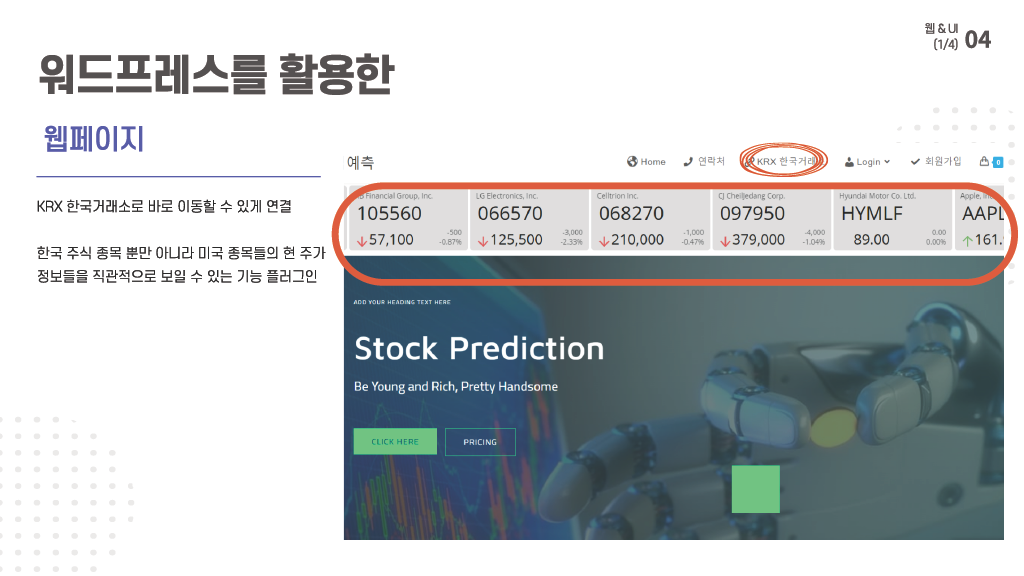 웹 & UI
(1/4) 04
워드프레스를 활용한
웹페이지
KRX 한국거래소로 바로 이동할 수 있게 연결
한국 주식 종목 뿐만 아니라 미국 종목들의 현 주가
정보들을 직관적으로 보일 수 있는 기능 플러그인
예측
Home 연락처 KRX 한국거래 Login 회원가입 0
Financial Group, Inc. LG Electronics, Inc. Celltrion Inc. CJ Cheiljedang Corp. Hyundai Motor Co. Ltd. Apple,
105560 066570 068270 097950 HYMLF AAPL
-500 -3,000 -1,000 -4,000 0.00
57,100 -0.87% 125,500 -2.33% 210,000 -0.47% 379,000 -1.04% 89.00 0.00% 161.
ADD YOUR HEADING TEXT HERE
Stock Prediction
Be Young and Rich, Pretty Handsome
CLICK HERE PRICING